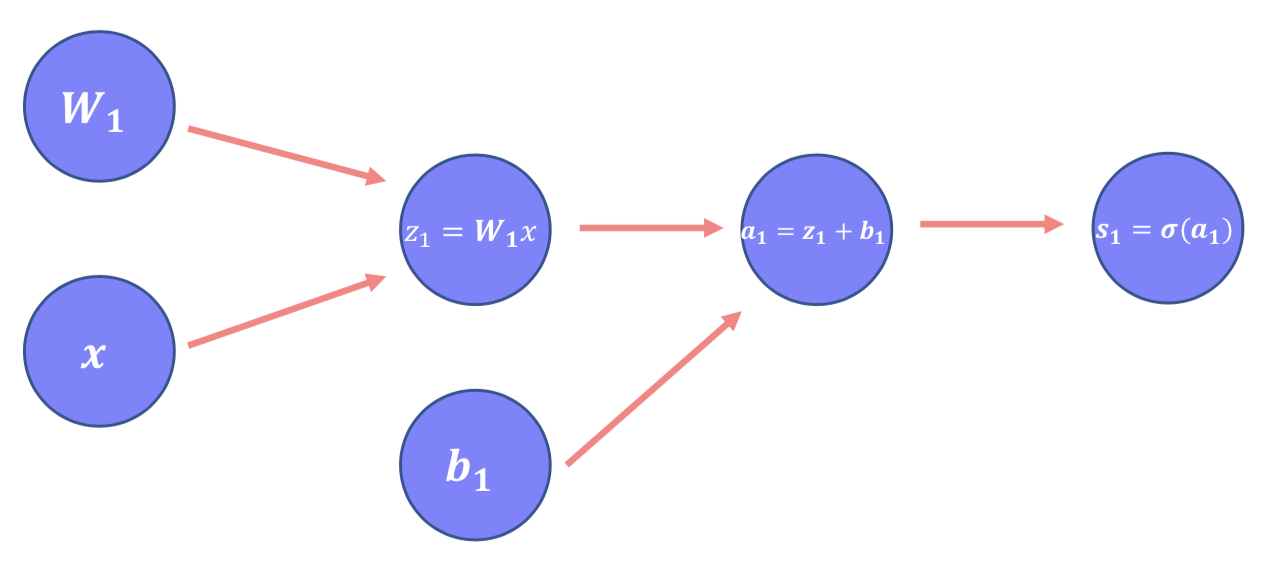 W₁
x
z₁ = W₁x
b₁
a₁ = z₁ + b₁
s₁ = σ(a₁)